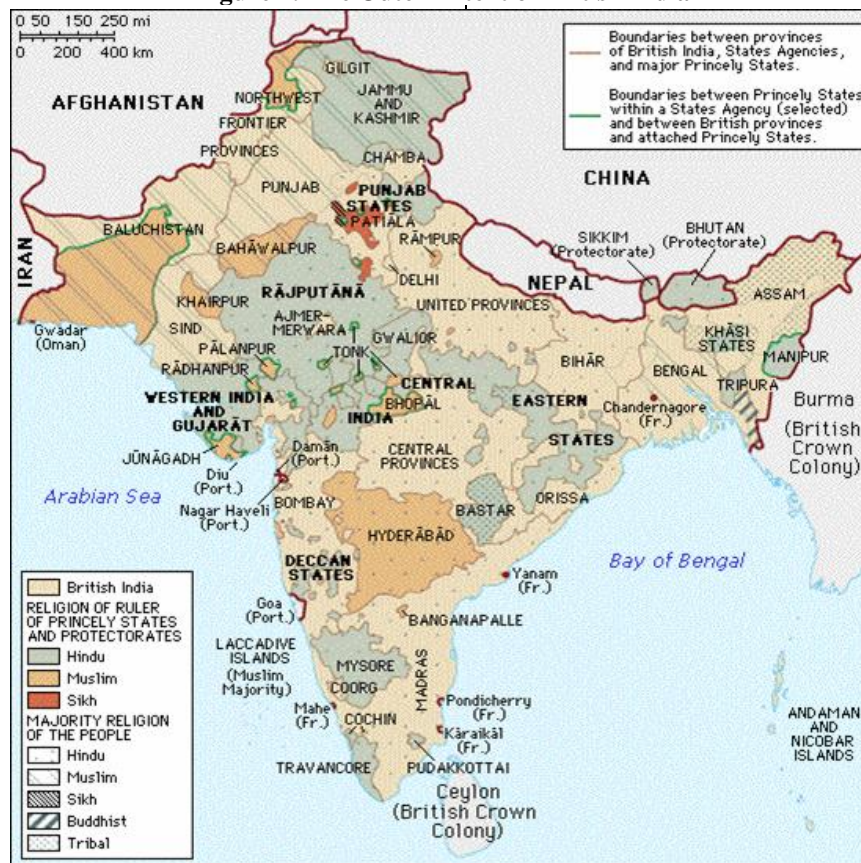 0 50 150 250 mi
0 200 400 km
Boundaries between provinces
of British India, States Agencies,
and major Princely States.
Boundaries between Princely States
within a States Agency (selected)
and between British provinces
and attached Princely States.
AFGHANISTAN
GILGIT
JAMMU
AND
KASHMIR
NORTHWEST
FRONTIER
PROVINCES
CHAMBA
PUNJAB
PUNJAB
STATES
PATIĀLA
CHINA
IRAN
BALUCHISTAN
BAHĀWALPUR
RĀMPUR
DELHI
SIKKIM
(Protectorate)
BHUTAN
(Protectorate)
NEPAL
KHAIRPUR
RĀJPUTĀNĀ
UNITED PROVINCES
ASSAM
Gwadar
(Oman)
SIND
AJMER-
MERWARA
GWALIOR
KHĀSI
STATES
PĀLANPUR
TONK
BIHĀR
MANIPUR
RĀDHANPUR
CENTRAL
INDIA
BENGAL
TRIPURA
WESTERN INDIA
AND
GUJARĀT
BHOPĀL
EASTERN
STATES
Chandernagore
(Fr.)
Burma
(British
Crown
Colony)
JŪNĀGADH
Diu
(Port.)
Damān
(Port.)
CENTRAL
PROVINCES
Arabian Sea
Nagar Haveli
(Port.)
BOMBAY
BASTAR
ORISSA
HYDERĀBĀD
Bay of Bengal
DECCAN
STATES
Yanam
(Fr.)
Goa
(Port.)
BANGANAPALLE
LACCADIVE
ISLANDS
(Muslim
Majority)
MYSORE
COORG
MADRAS
Mahe
(Fr.)
COCHIN
Pondicherry
(Fr.)
Kāraikāl
(Fr.)
TRAVANCORE
PUDAKKOTTAI
Ceylon
(British Crown
Colony)
ANDAMAN
AND
NICOBAR
ISLANDS
British India
RELIGION OF RULER
OF PRINCELY STATES
AND PROTECTORATES
Hindu
Muslim
Sikh
MAJORITY RELIGION
OF THE PEOPLE
Hindu
Muslim
Sikh
Buddhist
Tribal